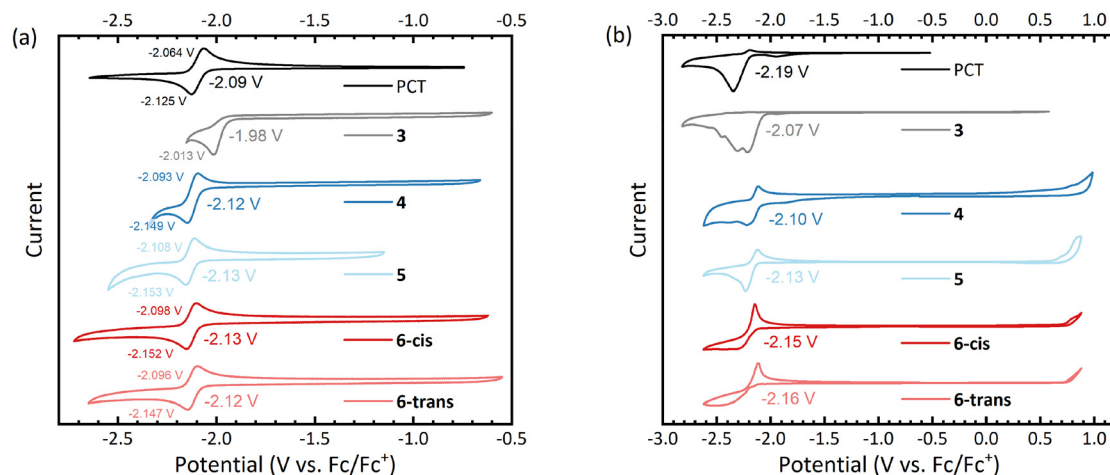 (a)
-2.5 -2.0 -1.5 -1.0 -0.5
-2.064 V
-2.09 V
-2.125 V
PCT
-1.98 V
-2.013 V
3
-2.093 V
-2.12 V
-2.149 V
4
-2.108 V
-2.13 V
-2.153 V
5
-2.098 V
-2.13 V
-2.152 V
6-cis
-2.096 V
-2.12 V
-2.147 V
6-trans
Current
-2.5 -2.0 -1.5 -1.0 -0.5
Potential (V vs. Fc/Fc+)
(b)
-3.0 -2.5 -2.0 -1.5 -1.0 -0.5 0.0 0.5 1.0
-2.19 V
PCT
-2.07 V
3
-2.10 V
4
-2.13 V
5
-2.15 V
6-cis
-2.16 V
6-trans
Current
-3.0 -2.5 -2.0 -1.5 -1.0 -0.5 0.0 0.5 1.0
Potential (V vs. Fc/Fc+)